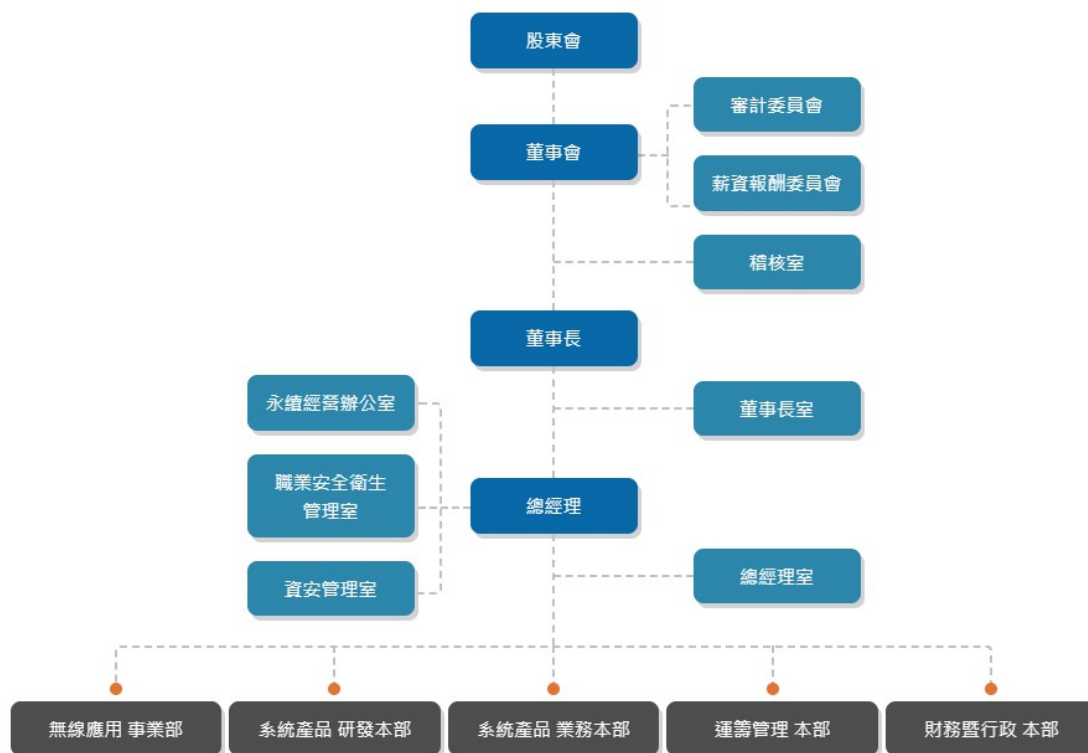 股東會
審計委員會
董事會
薪資報酬委員會
稽核室
董事長
永續經營辦公室
董事長室
職業安全衛生
管理室
總經理
總經理室
資安管理室
無線應用 事業部
系統產品 研發本部
系統產品 業務本部
運籌管理 本部
財務暨行政 本部